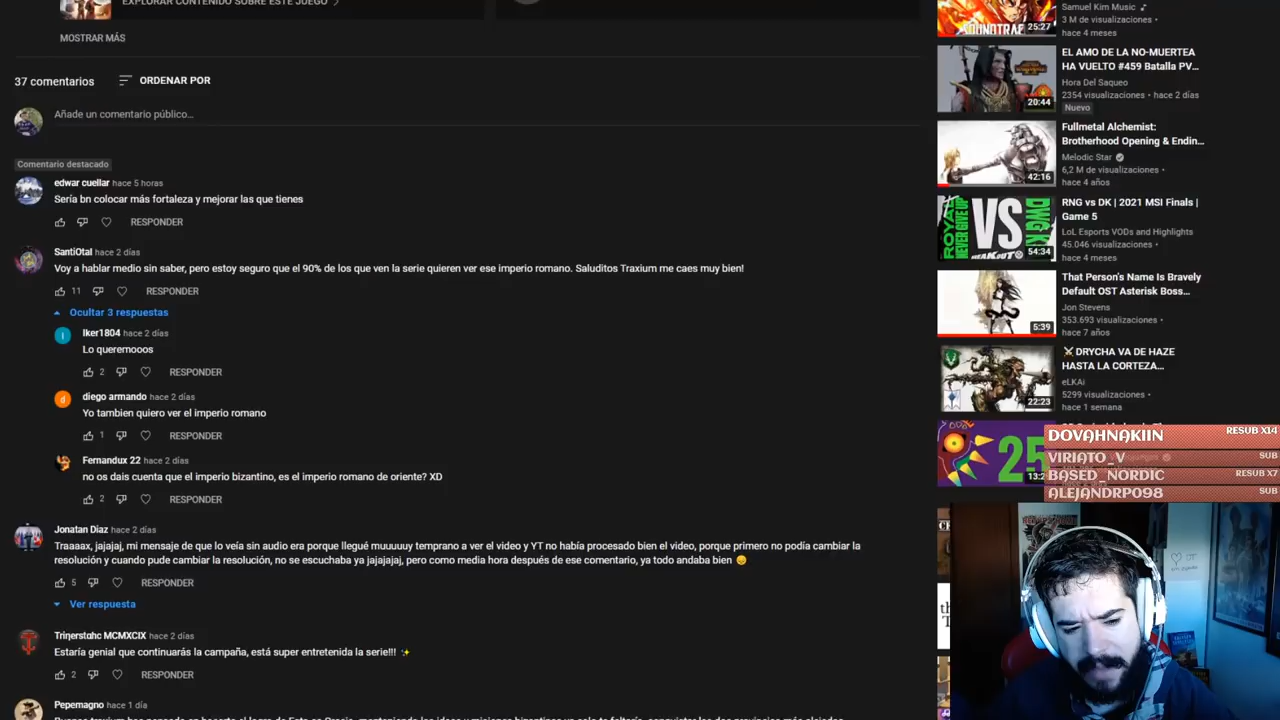 EXPLORAR CONTENIDO SOBRE ESTE JUEGO
MOSTRAR MÁS
37 comentarios
ORDENAR POR
Añade un comentario público...
Comentario destacado
edwar cuellar hace 5 horas
Sería bn colocar más fortaleza y mejorar las que tienes
RESPONDER
SantiOtal hace 2 días
Voy a hablar medio sin saber, pero estoy seguro que el 90% de los que ven la serie quieren ver ese imperio romano. Saluditos Traxium me caes muy bien!
11
RESPONDER
Ocultar 3 respuestas
Iker1804 hace 2 días
Lo queremooos
2
RESPONDER
diego armando hace 2 días
Yo tambien quiero ver el imperio romano
1
RESPONDER
Fernandux 22 hace 2 días
no os dais cuenta que el imperio bizantino, es el imperio romano de oriente? XD
2
RESPONDER
Jonatan Diaz hace 2 días
Traaaax, jajajaj, mi mensaje de que lo veía sin audio era porque llegué muuuuuy temprano a ver el video y YT no había procesado bien el video, porque primero no podía cambiar la
resolución y cuando pude cambiar la resolución, no se escuchaba ya jajajajaj, pero como media hora después de ese comentario, ya todo andaba bien
5
RESPONDER
Ver respuesta
Trinerstahc MCMXCIX hace 2 días
Estaría genial que continuarás la campaña, está super entretenida la serie!!!
2
RESPONDER
Pepemagno hace 1 día
SOUNDTRA
25:27
Samuel Kim Music
3 M de visualizaciones •
hace 4 meses
20:44
EL AMO DE LA NO-MUERTEA
HA VUELTO #459 Batalla PV...
Hora Del Saqueo
2354 visualizaciones • hace 2 días
Nuevo
42:16
Fullmetal Alchemist:
Brotherhood Opening & Endin...
Melodic Star
6,2 M de visualizaciones •
hace 4 años
ROYAL
NEVER GIVE UP
VS
DWG K
54:34
RNG vs DK | 2021 MSI Finals |
Game 5
LoL Esports VODs and Highlights
45.046 visualizaciones •
hace 4 meses
5:39
That Person's Name Is Bravely
Default OST Asterisk Boss...
Jon Stevens
353.693 visualizaciones •
hace 7 años
22:23
DRYCHA VA DE HAZE
HASTA LA CORTEZA...
eLKAi
5299 visualizaciones •
hace 1 semana
25
DOVAHNAKIIN RESUB X14
VIRIATO_V SUB
BASED_NORDIC RESUB X7
ALEJANDRP098 SUB